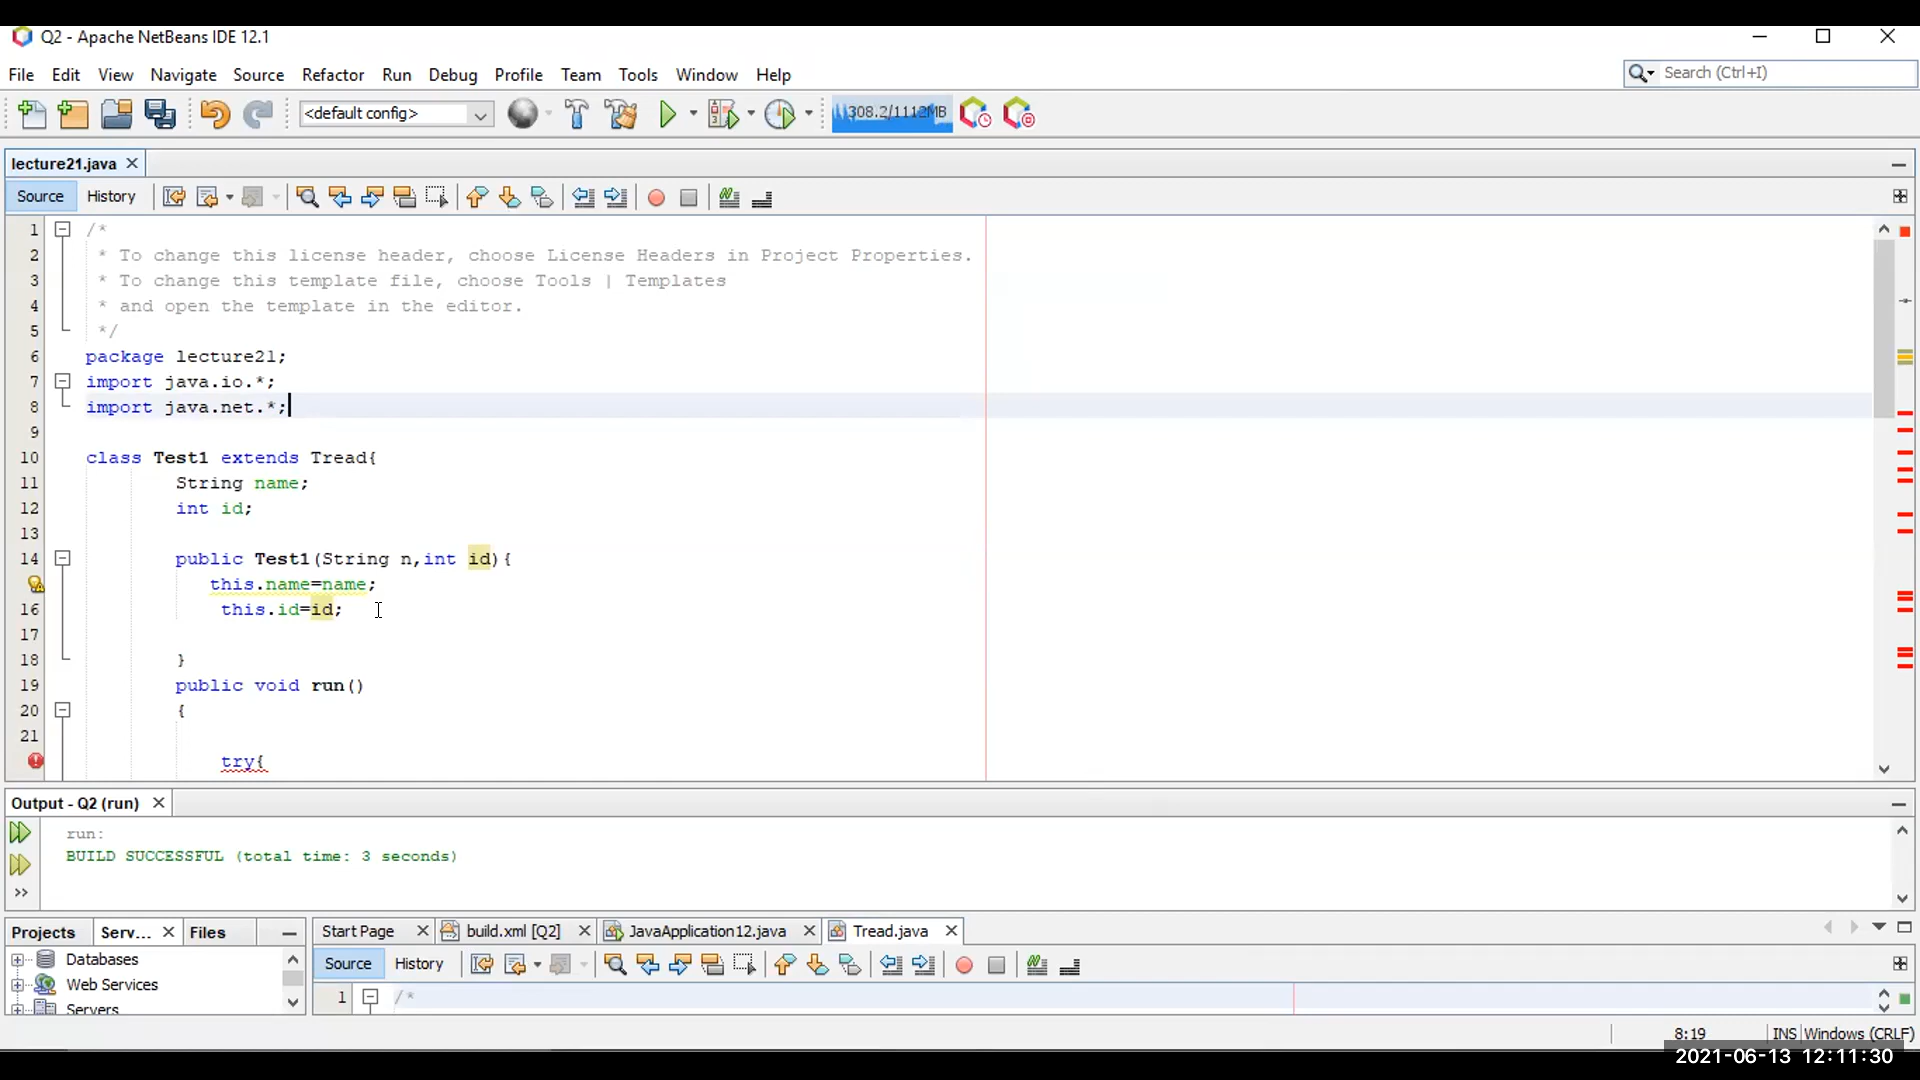 Q2 - Apache NetBeans IDE 12.1
File Edit View Navigate Source Refactor Run Debug Profile Team Tools Window Help
Search (Ctrl+I)
<default config>
308.2/1112MB
lecture21.java
Source History
1 /*
2 * To change this license header, choose License Headers in Project Properties.
3 * To change this template file, choose Tools | Templates
4 * and open the template in the editor.
5 */
6 package lecture21;
7 import java.io.*;
8 import java.net.*;
9
10 class Test1 extends Tread{
11 String name;
12 int id;
13
14 public Test1(String n,int id){
this.name=name;
16 this.id=id;
17
18 }
19 public void run()
20 {
21
try{
Output - Q2 (run)
run:
BUILD SUCCESSFUL (total time: 3 seconds)
Projects Serv... Files
Start Page build.xml [Q2] JavaApplication12.java Tread.java
Databases
Web Services
Servers
Source History
1 /*
8:19 INS Windows (CRLF)
2021-06-13 12:11:30